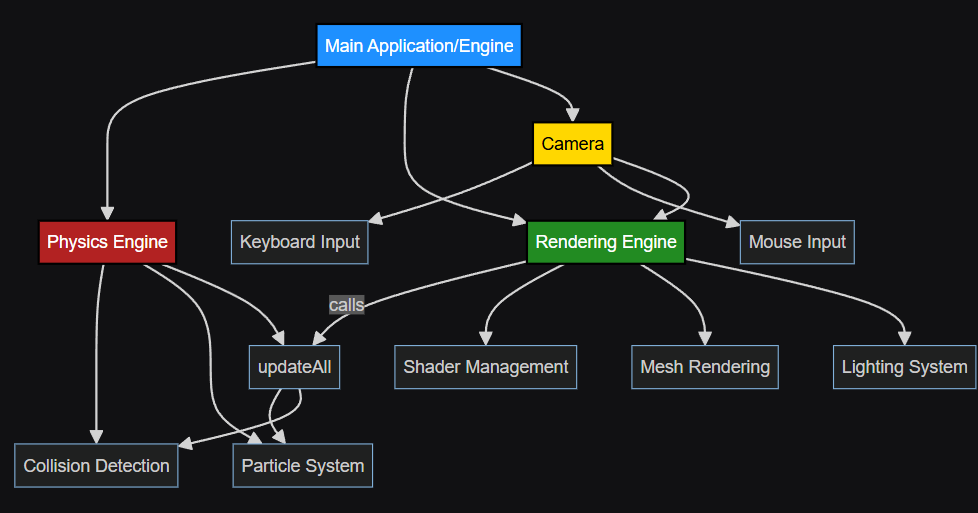 Main Application/Engine
Camera
Physics Engine
Keyboard Input
Rendering Engine
Mouse Input
calls
updateAll
Shader Management
Mesh Rendering
Lighting System
Collision Detection
Particle System